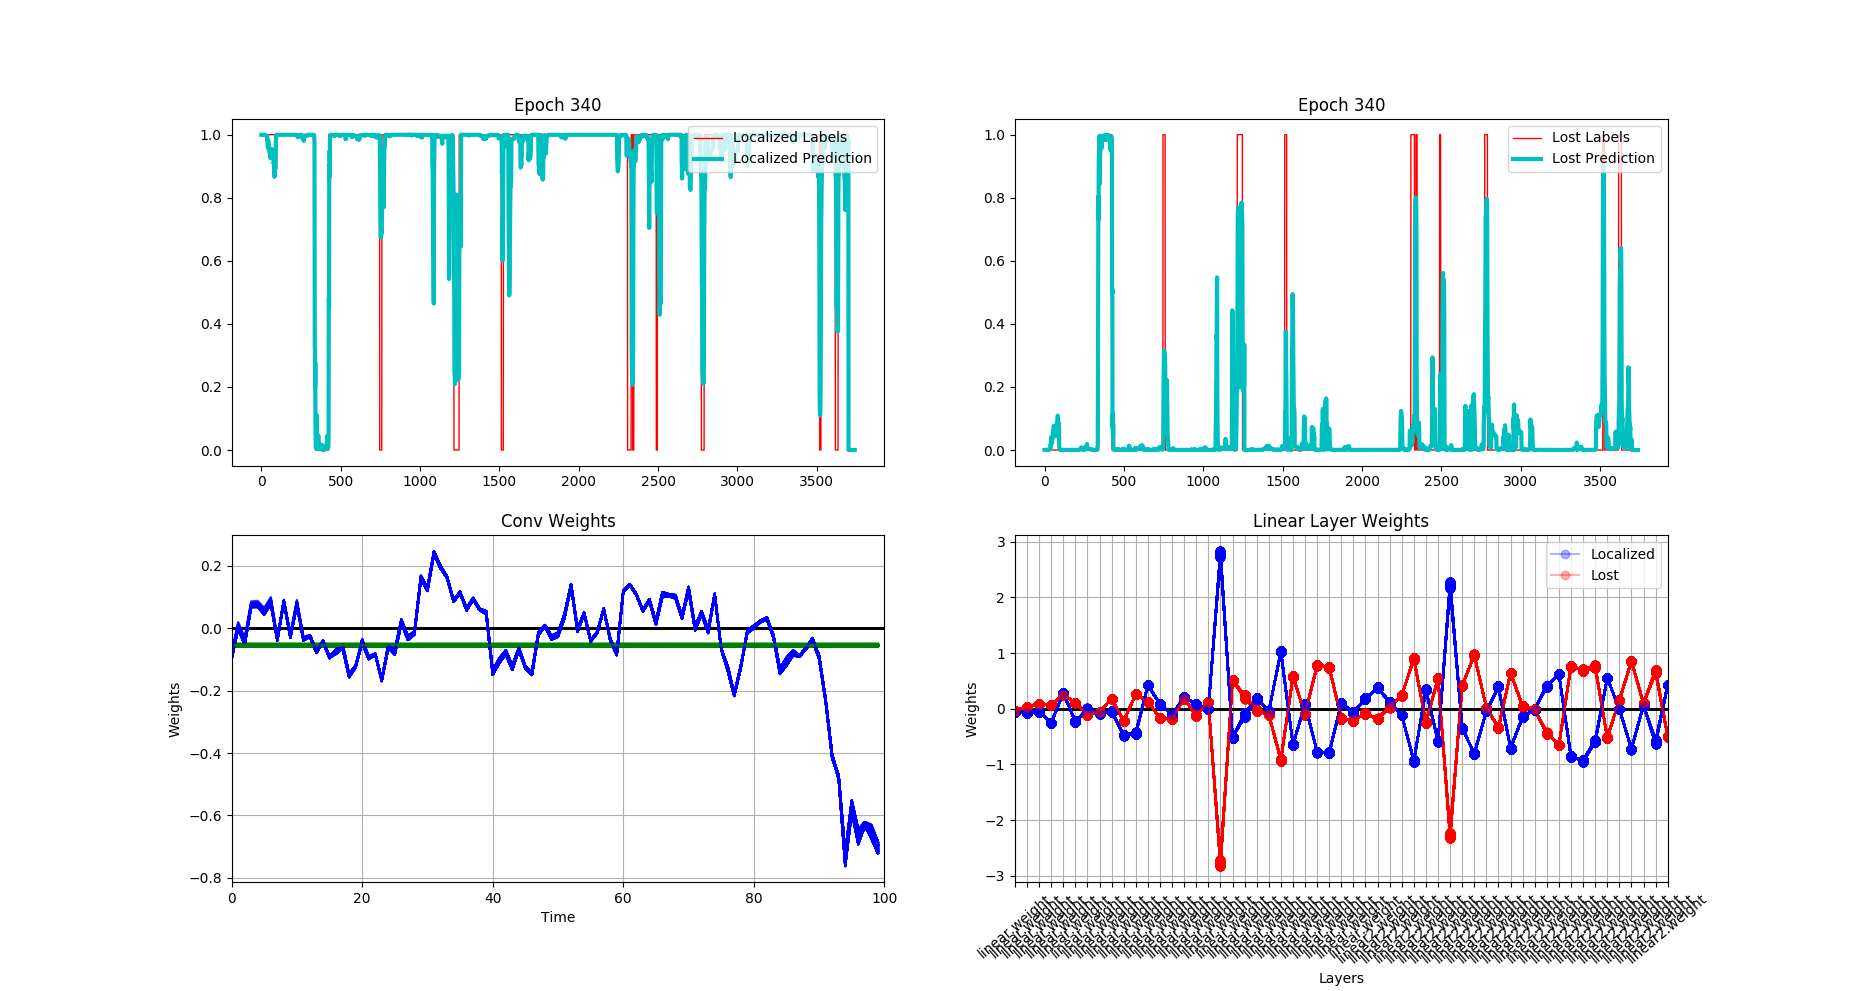 Epoch 340
1.0
0.8
0.6
0.4
0.2
0.0
0 500 1000 1500 2000 2500 3000 3500
Localized Labels
Localized Prediction
Epoch 340
1.0
0.8
0.6
0.4
0.2
0.0
0 500 1000 1500 2000 2500 3000 3500
Lost Labels
Lost Prediction
Conv Weights
Weights
0.2
0.0
−0.2
−0.4
−0.6
−0.8
0 20 40 60 80 100
Time
Linear Layer Weights
Weights
3
2
1
0
−1
−2
−3
Localized
Lost
linear.weight
linear2.weight
Layers